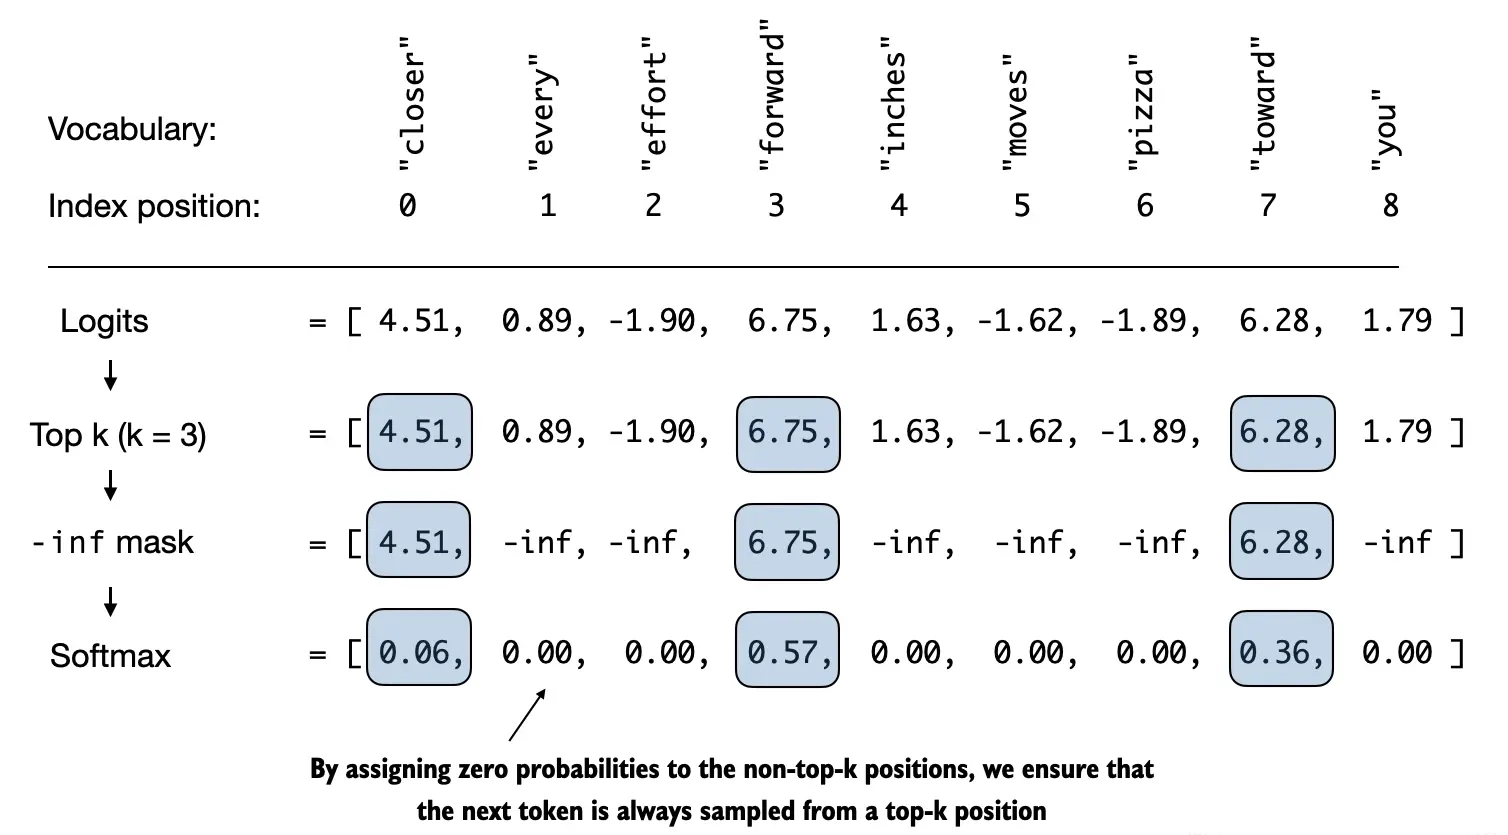 Vocabulary: "closer" "every" "effort" "forward" "inches" "moves" "pizza" "toward" "you"
Index position: 0 1 2 3 4 5 6 7 8
Logits = [ 4.51, 0.89, -1.90, 6.75, 1.63, -1.62, -1.89, 6.28, 1.79 ]
Top k (k = 3) = [ 4.51, 0.89, -1.90, 6.75, 1.63, -1.62, -1.89, 6.28, 1.79 ]
-inf mask = [ 4.51, -inf, -inf, 6.75, -inf, -inf, -inf, 6.28, -inf ]
Softmax = [ 0.06, 0.00, 0.00, 0.57, 0.00, 0.00, 0.00, 0.36, 0.00 ]
By assigning zero probabilities to the non-top-k positions, we ensure that
the next token is always sampled from a top-k position